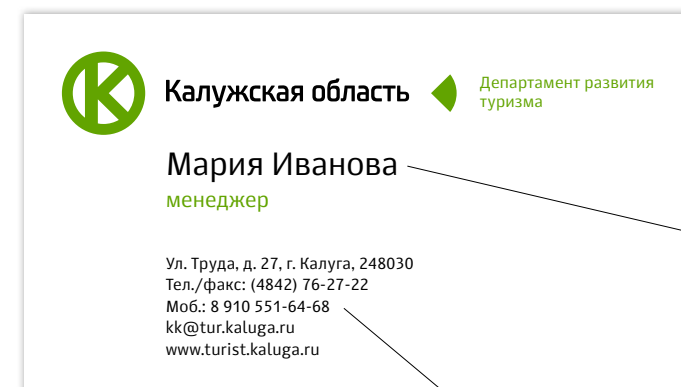 Калужская область
Департамент развития
туризма
Мария Иванова
менеджер
Ул. Труда, д. 27, г. Калуга, 248030
Тел./факс: (4842) 76-27-22
Моб.: 8 910 551-64-68
kk@tur.kaluga.ru
www.turist.kaluga.ru